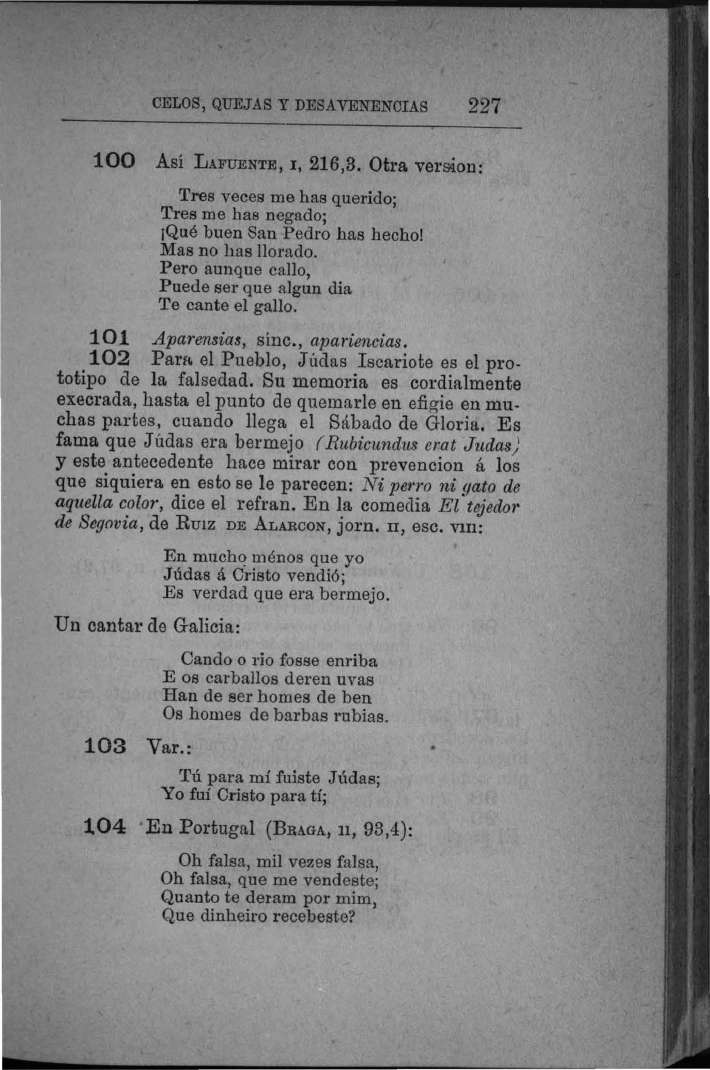 CELOS, QUEJAS Y DESAVENENCIAS 227
100 Así LAFUENTE, I, 216,3. Otra version:
Tres veces me has querido;
Tres me has negado;
¡Qué buen San Pedro has hecho!
Mas no has llorado.
Pero aunque callo,
Puede ser que algun dia
Te cante el gallo.
101 Aparensias, sinc., apariencias.
102 Para el Pueblo, Júdas Iscariote es el pro-
totipo de la falsedad. Su memoria es cordialmente
execrada, hasta el punto de quemarle en efigie en mu-
chas partes, cuando llega el Sábado de Gloria. Es
fama que Júdas era bermejo (Rubicundus erat Judas)
y este antecedente hace mirar con prevencion á los
que siquiera en esto se le parecen: Ni perro ni gato de
aquella color, dice el refran. En la comedia El tejedor
de Segovia, de RUIZ DE ALARCON, jorn. II, esc. VIII:
En mucho ménos que yo
Júdas á Cristo vendió;
Es verdad que era bermejo.
Un cantar de Galicia:
Cando o rio fosse enriba
E os carballos deren uvas
Han de ser homes de ben
Os homes de barbas rubias.
103 Var.:
Tú para mí fuiste Júdas;
Yo fuí Cristo para tí;
104 En Portugal (BRAGA, II, 93,4):
Oh falsa, mil vezes falsa,
Oh falsa, que me vendeste;
Quanto te deram por mim,
Que dinheiro recebeste?